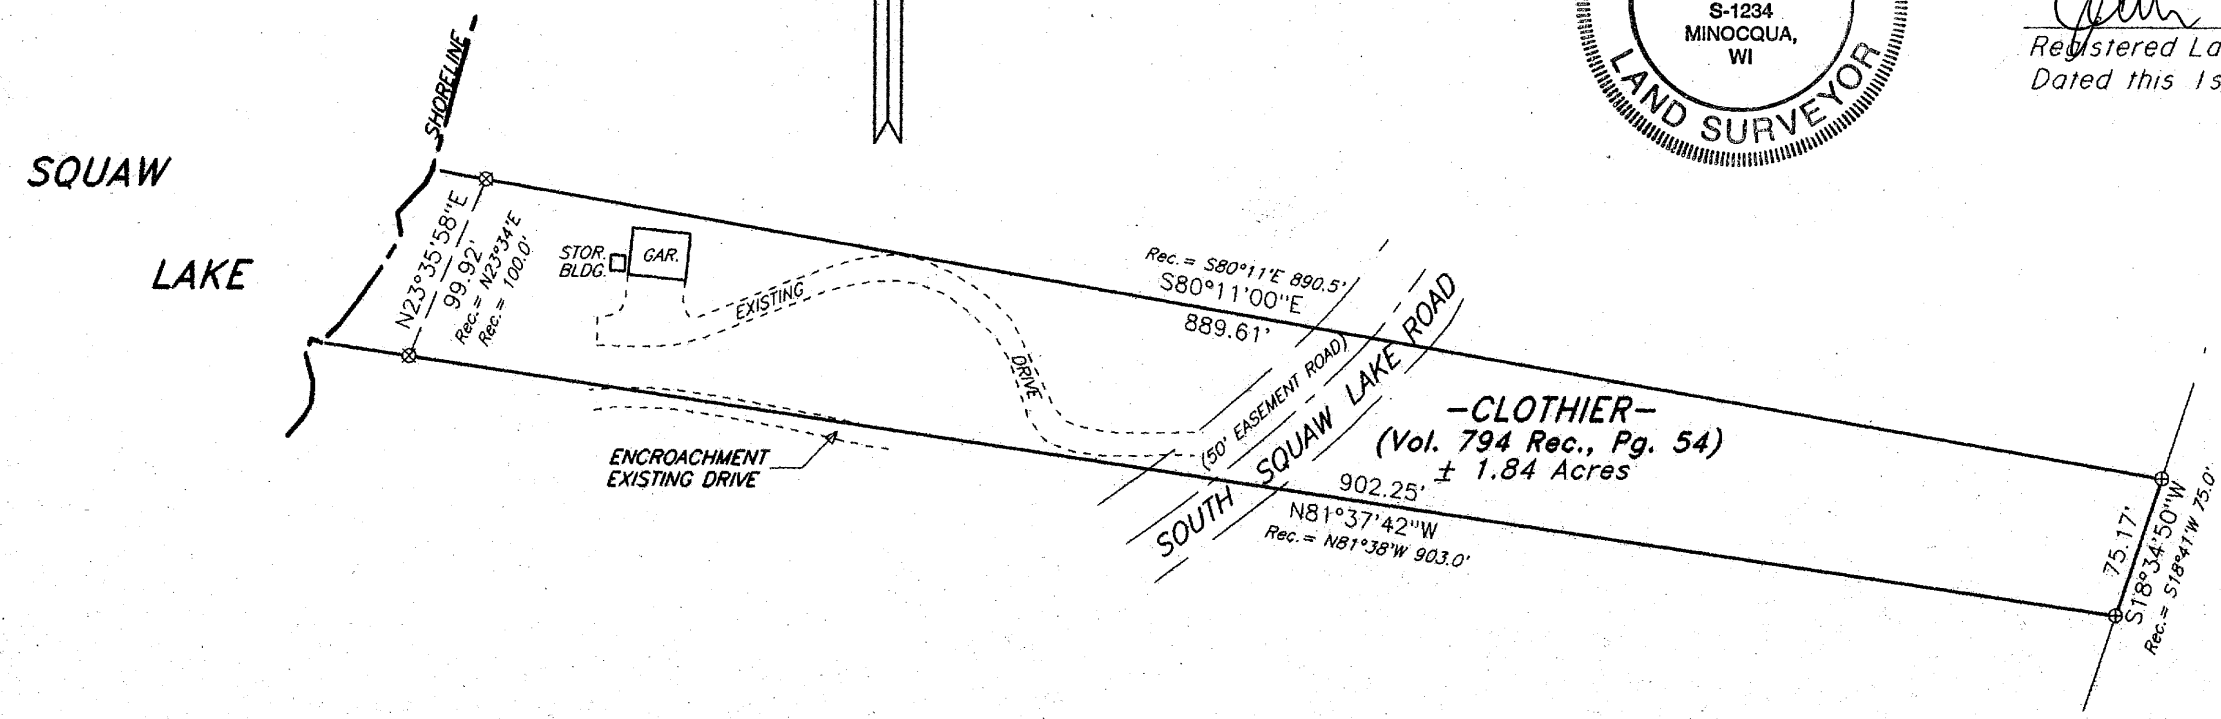 S-1234
MINOCQUA,
WI
LAND SURVEYOR
Registered La
Dated this 1s
SHORELINE
SQUAW
LAKE
N23°35'58"E
99.92'
Rec.= N23°34'E
Rec.= 100.0'
STOR.
BLDG.
GAR.
EXISTING
DRIVE
Rec.= S80°11'E 890.5'
S80°11'00"E
889.61'
(50' EASEMENT ROAD)
SOUTH SQUAW LAKE ROAD
-CLOTHIER-
(Vol. 794 Rec., Pg. 54)
± 1.84 Acres
902.25'
N81°37'42"W
Rec.= N81°38'W 903.0'
ENCROACHMENT
EXISTING DRIVE
75.17'
S18°34'50"W
Rec.= S18°41'W 75.0'